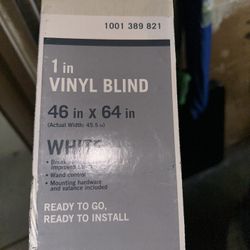 1001 389 821
1 in
VINYL BLIND
46 in x 64 in
(Actual Width: 45.5 in)
WHITE
• Wand control
• Mounting hardware
and valance included
READY TO GO,
READY TO INSTALL